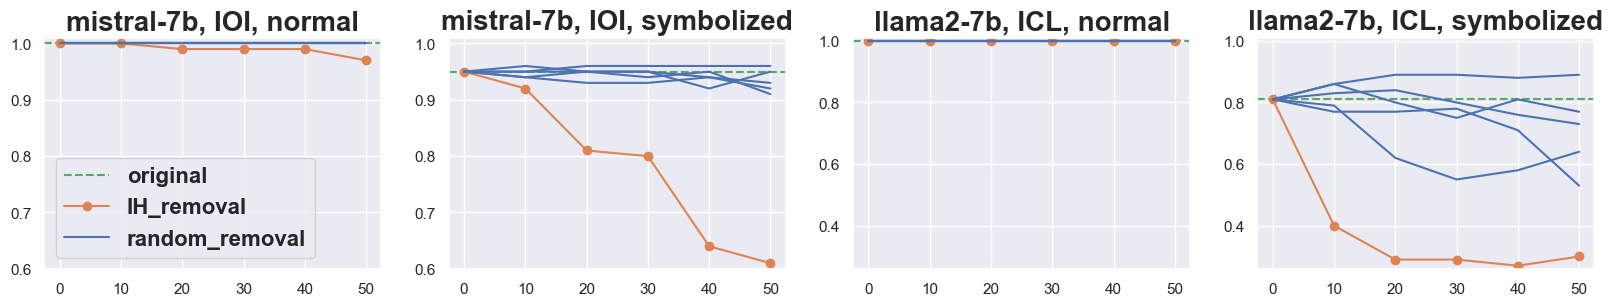 mistral-7b, IOI, normal
1.0
0.9
0.8
0.7
0.6
0 10 20 30 40 50
original
IH_removal
random_removal
mistral-7b, IOI, symbolized
1.0
0.9
0.8
0.7
0.6
0 10 20 30 40 50
llama2-7b, ICL, normal
1.0
0.8
0.6
0.4
0 10 20 30 40 50
llama2-7b, ICL, symbolized
1.0
0.8
0.6
0.4
0 10 20 30 40 50